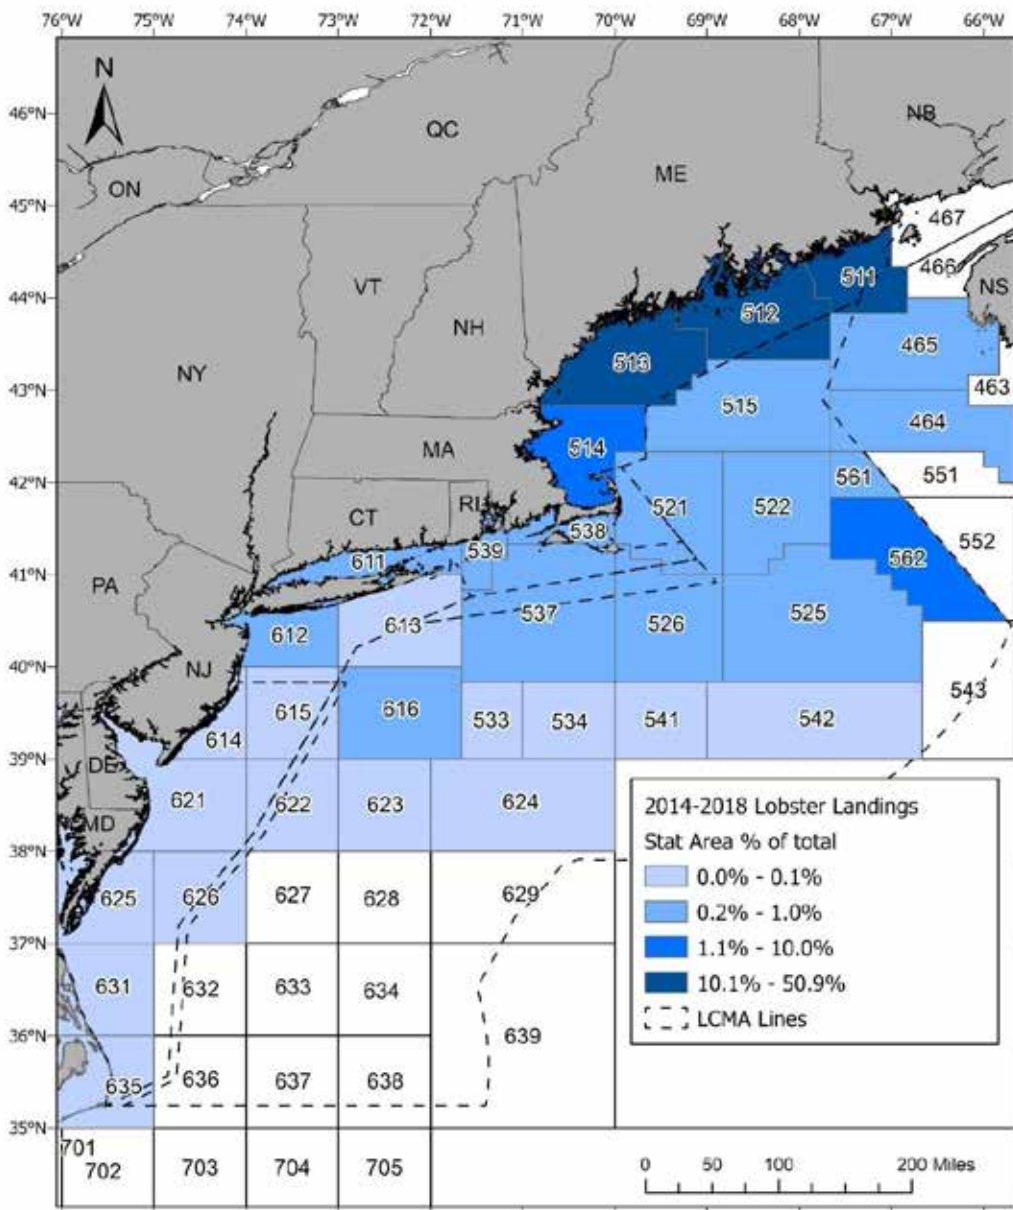 76°W 75°W 74°W 73°W 72°W 71°W 70°W 69°W 68°W 67°W 66°W
N
46°N
QC
NB
ME
ON
45°N
467
466
511
VT
NS
44°N
512
NH
465
513
NY
463
43°N
515
464
MA
514
42°N
561
551
RI
521
522
CT
538
539
552
611
562
41°N
PA
613
537
526
525
612
40°N
NJ
543
615
616
533
534
541
542
614
39°N
DE
621
622
623
624
MD
38°N
625
626
627
628
629
37°N
631
632
633
634
639
36°N
635
636
637
638
35°N
701
702
703
704
705
2014-2018 Lobster Landings
Stat Area % of total
0.0% - 0.1%
0.2% - 1.0%
1.1% - 10.0%
10.1% - 50.9%
LCMA Lines
0 50 100 200 Miles